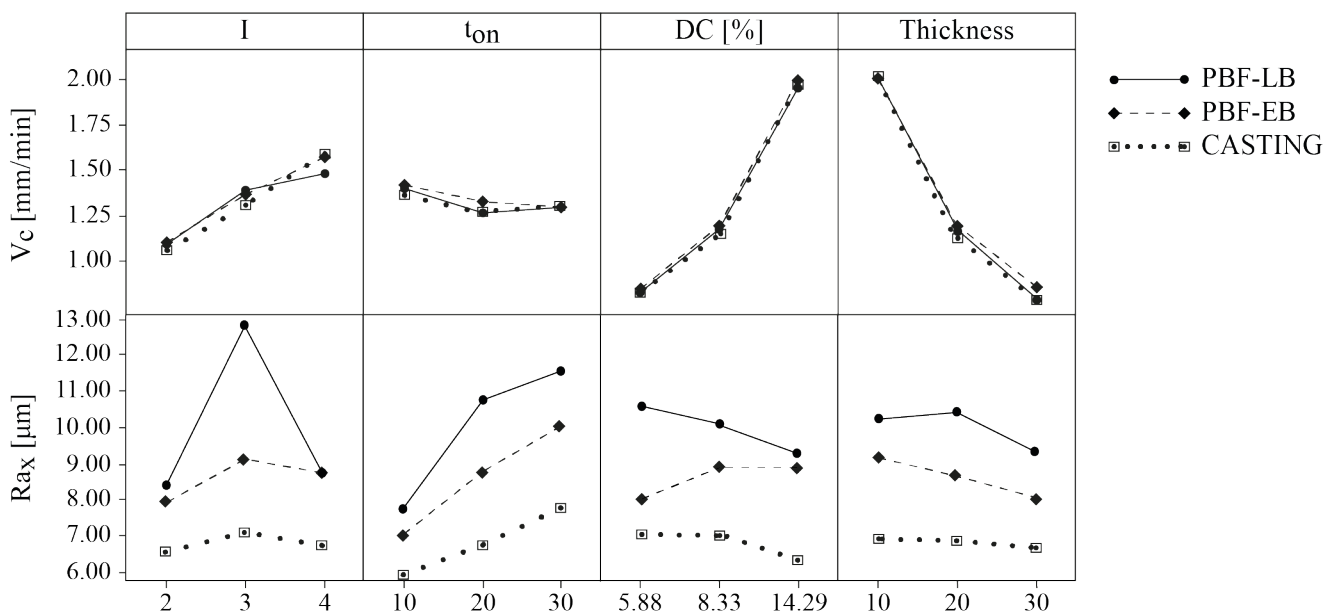 I t_on DC [%] Thickness
Vc [mm/min]
2.00
1.75
1.50
1.25
1.00
Ra_x [μm]
13.00
12.00
11.00
10.00
9.00
8.00
7.00
6.00
2 3 4 10 20 30 5.88 8.33 14.29 10 20 30
PBF-LB
PBF-EB
CASTING